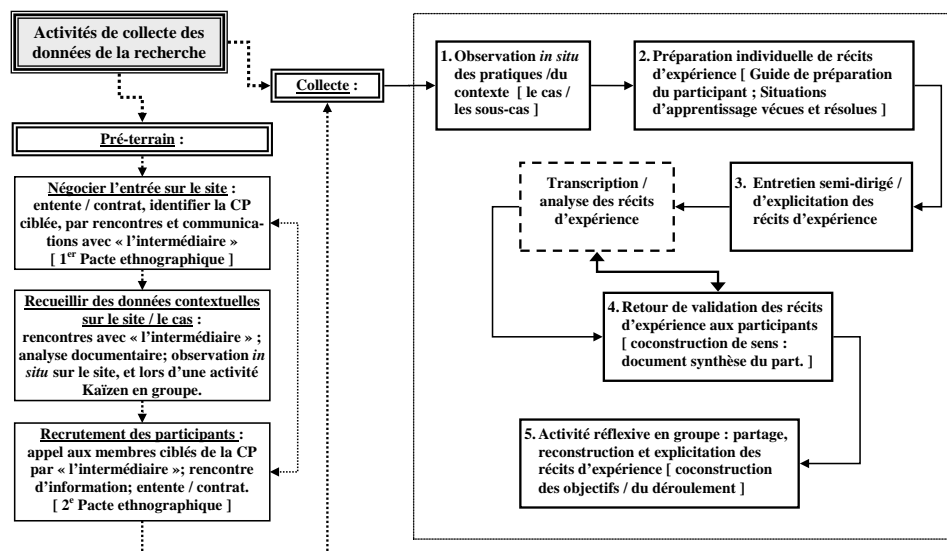 Activités de collecte des
données de la recherche
Pré-terrain :
Négocier l'entrée sur le site :
entente / contrat, identifier la CP
ciblée, par rencontres et communica-
tions avec « l'intermédiaire »
[ 1er Pacte ethnographique ]
Recueillir des données contextuelles
sur le site / le cas :
rencontres avec « l'intermédiaire » ;
analyse documentaire; observation in
situ sur le site, et lors d'une activité
Kaïzen en groupe.
Recrutement des participants :
appel aux membres ciblés de la CP
par « l'intermédiaire »; rencontre
d'information; entente / contrat.
[ 2e Pacte ethnographique ]
Collecte :
1. Observation in situ
des pratiques /du
contexte [ le cas /
les sous-cas ]
2. Préparation individuelle de récits
d'expérience [ Guide de préparation
du participant ; Situations
d'apprentissage vécues et résolues ]
3. Entretien semi-dirigé /
d'explicitation des
récits d'expérience
Transcription /
analyse des récits
d'expérience
4. Retour de validation des récits
d'expérience aux participants
[ coconstruction de sens :
document synthèse du part. ]
5. Activité réflexive en groupe : partage,
reconstruction et explicitation des
récits d'expérience [ coconstruction
des objectifs / du déroulement ]